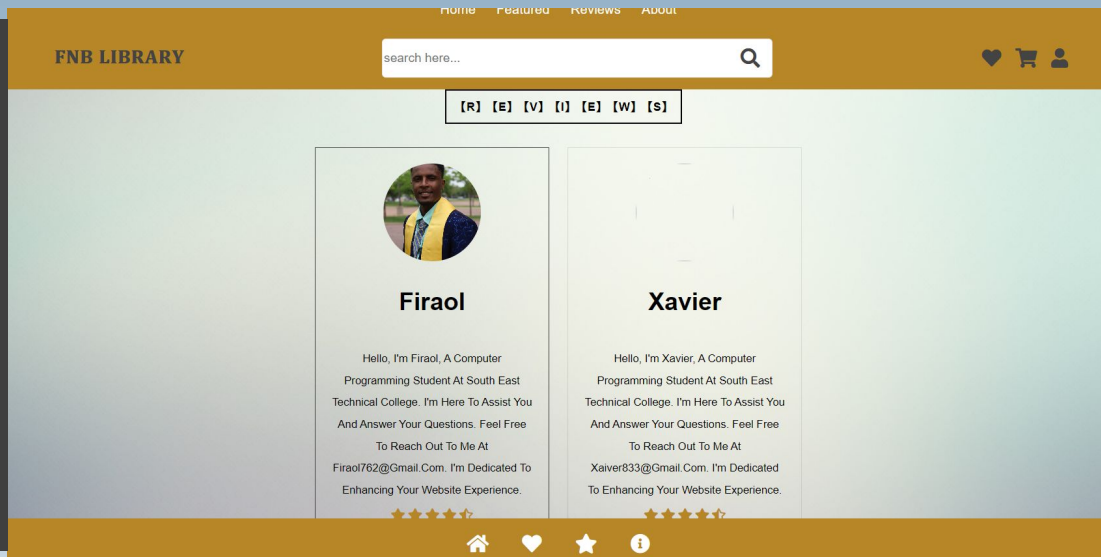 Home Featured Reviews About
FNB LIBRARY
search here...
【R】【E】【V】【I】【E】【W】【S】
Firaol
Hello, I'm Firaol, A Computer
Programming Student At South East
Technical College. I'm Here To Assist You
And Answer Your Questions. Feel Free
To Reach Out To Me At
Firaol762@Gmail.Com. I'm Dedicated To
Enhancing Your Website Experience.
Xavier
Hello, I'm Xavier, A Computer
Programming Student At South East
Technical College. I'm Here To Assist You
And Answer Your Questions. Feel Free
To Reach Out To Me At
Xaiver833@Gmail.Com. I'm Dedicated
To Enhancing Your Website Experience.